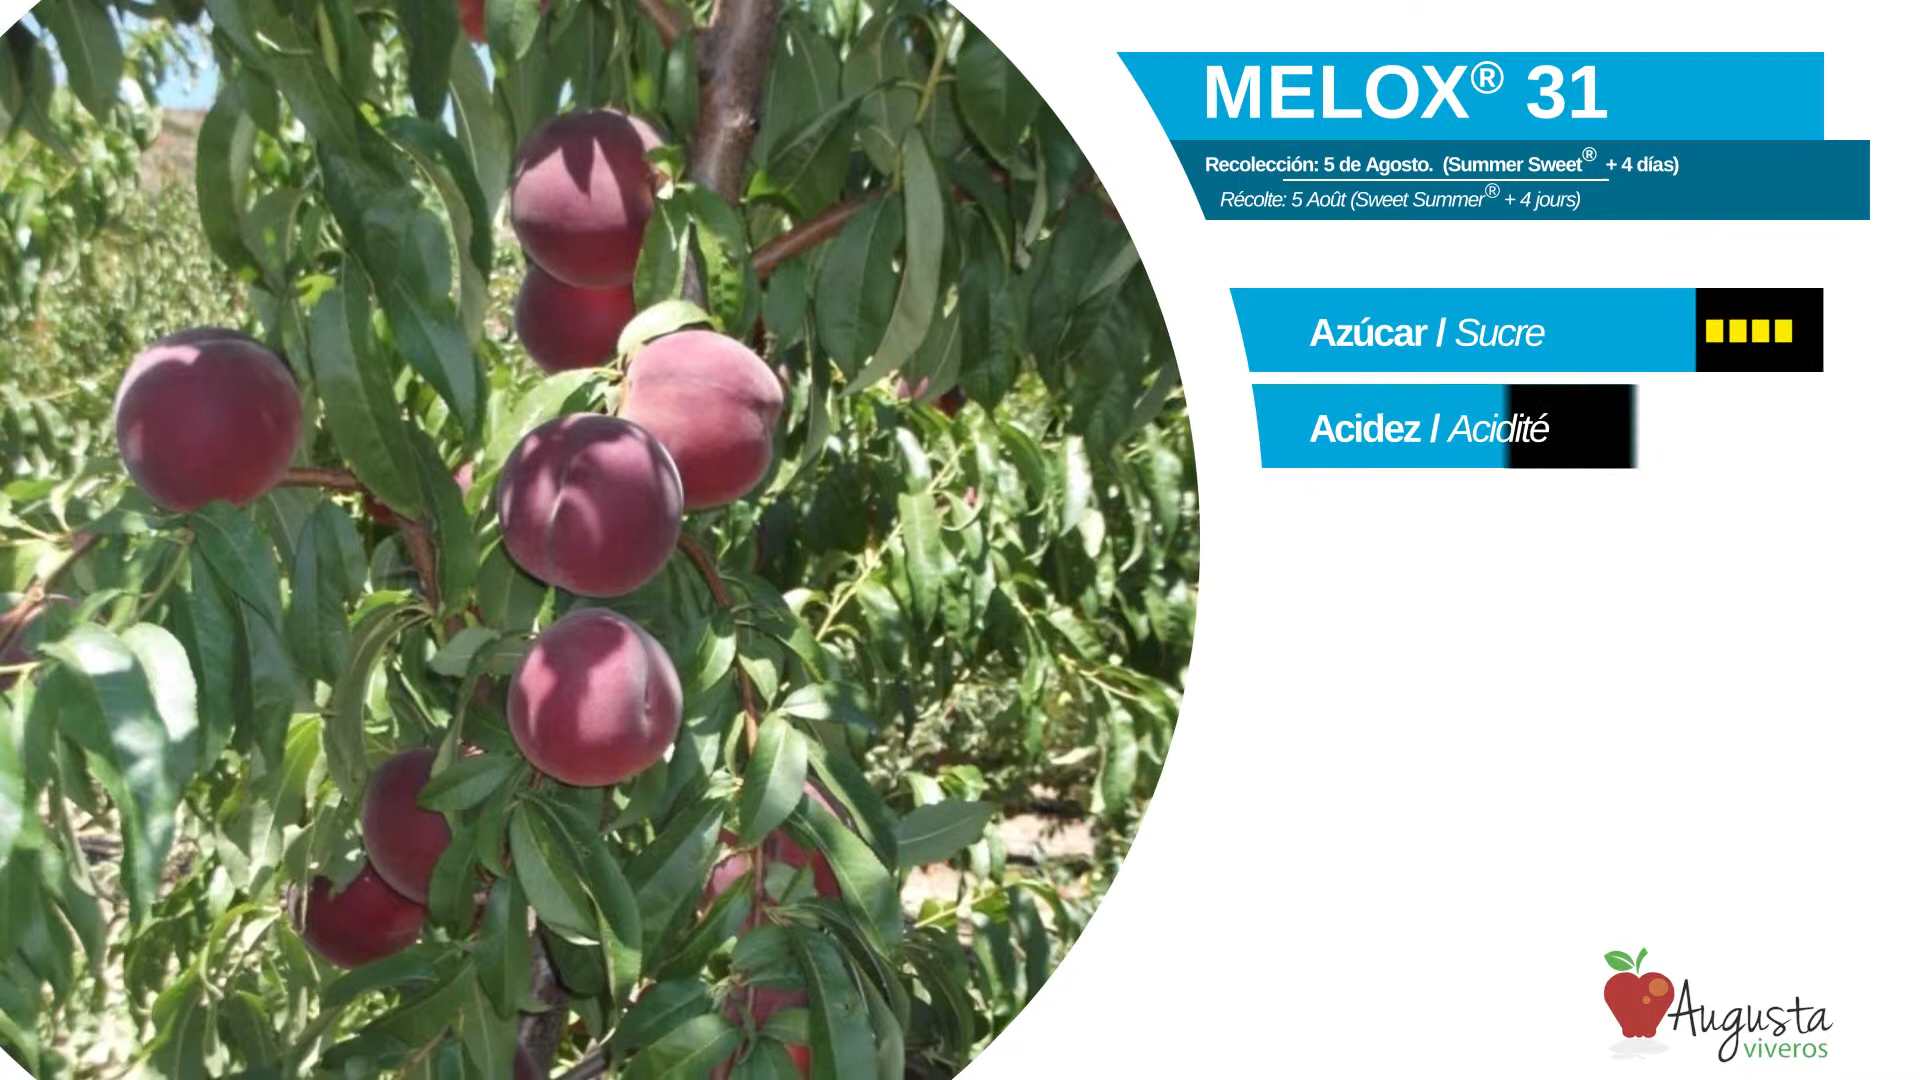 MELOX® 31
Recolección: 5 de Agosto. (Summer Sweet® + 4 días)
Récolte: 5 Août (Sweet Summer® + 4 jours)
Azúcar / Sucre
Acidez / Acidité
Augusta
viveros